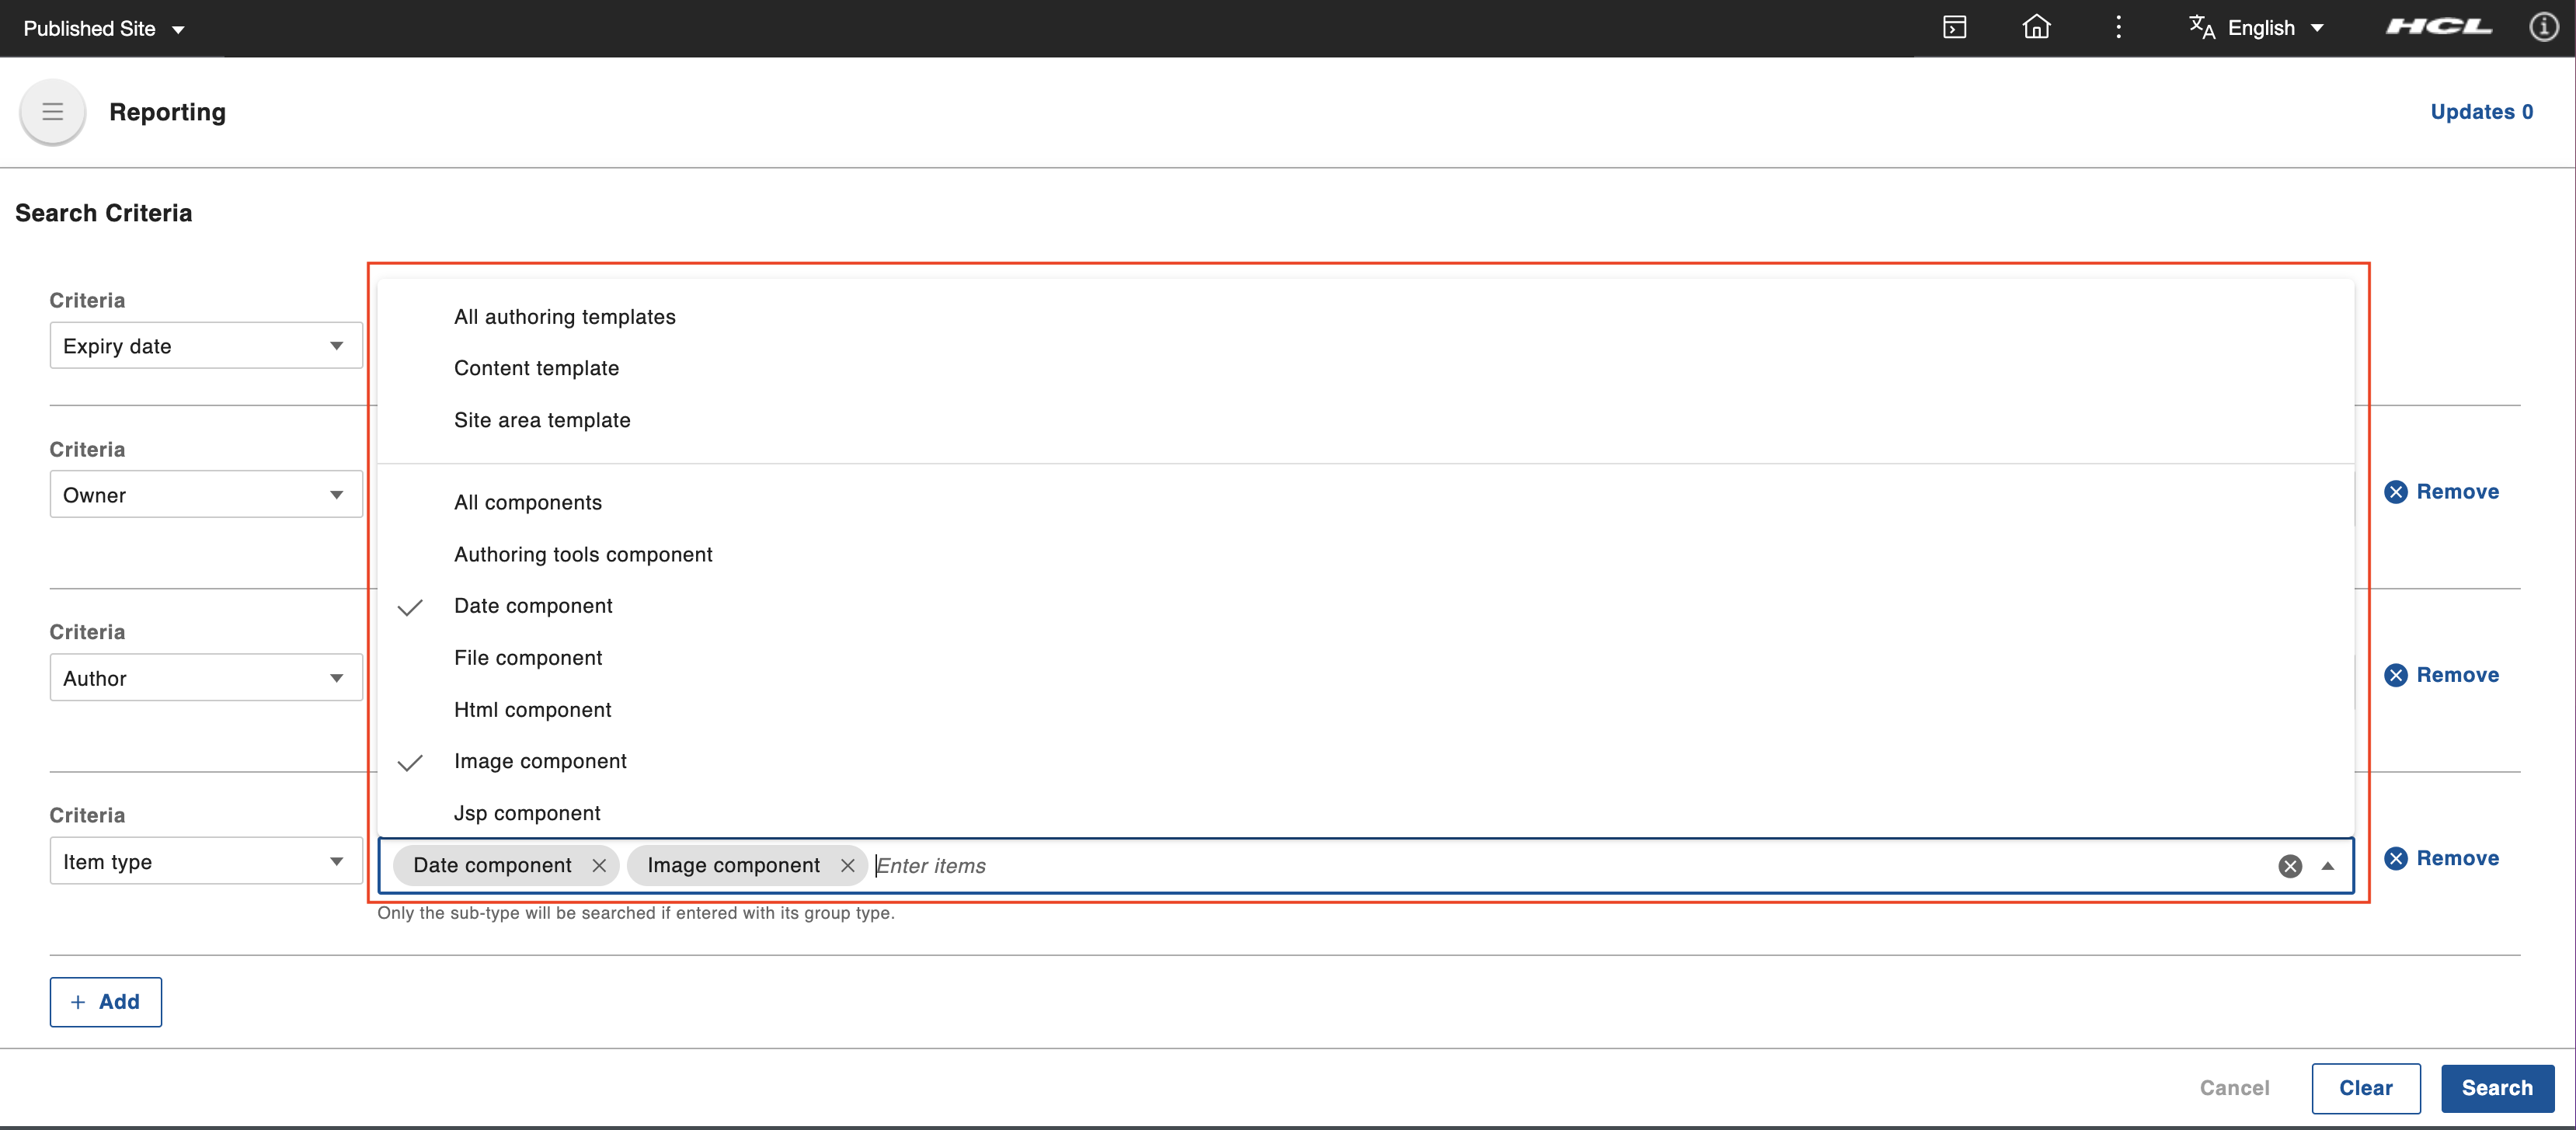 Published Site
English
HCL
Reporting
Updates 0
Search Criteria
Criteria
Expiry date
All authoring templates
Content template
Site area template
Criteria
Owner
Remove
All components
Authoring tools component
Date component
File component
Html component
Image component
Jsp component
Criteria
Author
Remove
Criteria
Item type
Date component
Image component
Enter items
Remove
Only the sub-type will be searched if entered with its group type.
+ Add
Cancel
Clear
Search